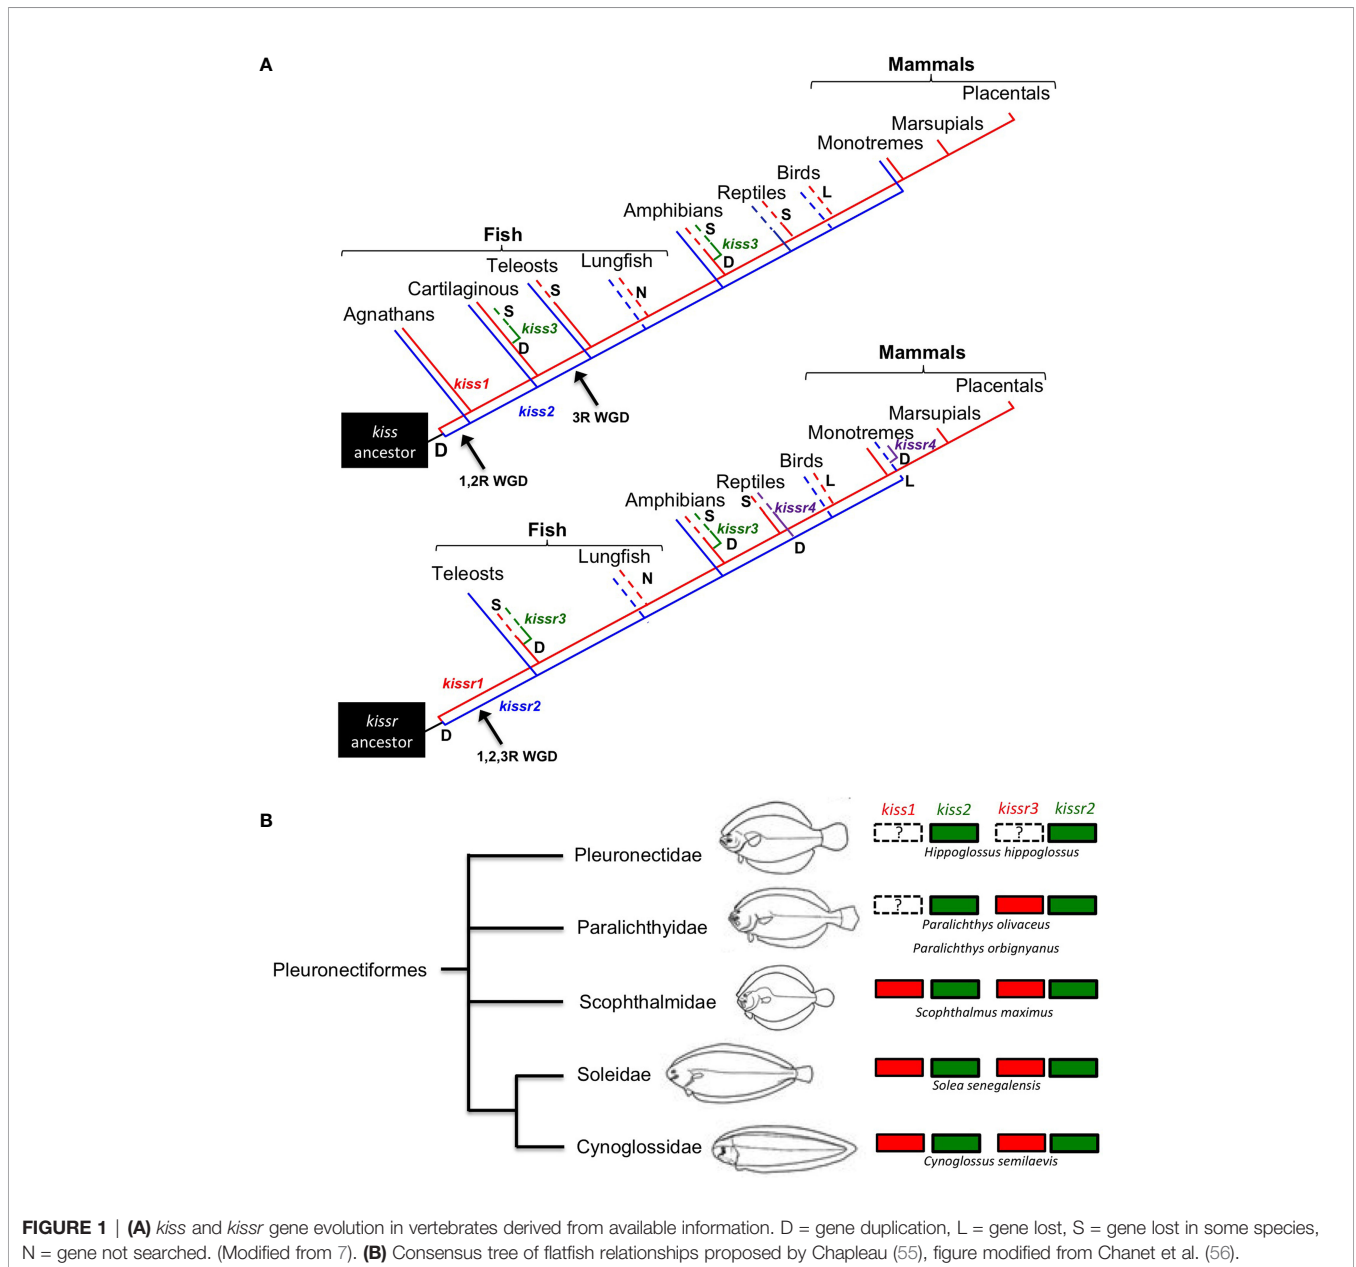 A
Mammals
Placentals
Marsupials
Monotremes
Birds
L
Reptiles
S
Amphibians
S
kiss3
D
Fish
Lungfish
N
Teleosts
S
Cartilaginous
S
kiss3
D
Agnathans
kiss1
kiss2
3R WGD
kiss
ancestor
D
1,2R WGD
Mammals
Placentals
Marsupials
Monotremes
kissr4
D
L
Birds
L
Reptiles
S
kissr4
D
Amphibians
S
kissr3
D
Fish
Lungfish
N
Teleosts
S
kissr3
D
kissr1
kissr2
kissr
ancestor
D
1,2,3R WGD
B
kiss1 kiss2 kissr3 kissr2
? ?
Pleuronectidae
Hippoglossus hippoglossus
?
Paralichthyidae
Paralichthys olivaceus
Paralichthys orbignyanus
Pleuronectiformes
Scophthalmidae
Scophthalmus maximus
Soleidae
Solea senegalensis
Cynoglossidae
Cynoglossus semilaevis
FIGURE 1 | (A) kiss and kissr gene evolution in vertebrates derived from available information. D = gene duplication, L = gene lost, S = gene lost in some species,
N = gene not searched. (Modified from 7). (B) Consensus tree of flatfish relationships proposed by Chapleau (55), figure modified from Chanet et al. (56).